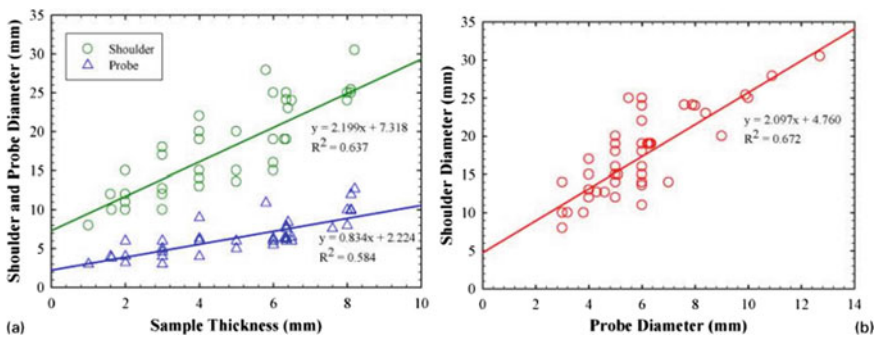 Shoulder and Probe Diameter (mm)
35
30
25
20
15
10
5
0
Shoulder
Probe
y = 2.199x + 7.318
R² = 0.637
y = 0.834x + 2.224
R² = 0.584
0 2 4 6 8 10
(a) Sample Thickness (mm)
Shoulder Diameter (mm)
35
30
25
20
15
10
5
0
y = 2.097x + 4.760
R² = 0.672
0 2 4 6 8 10 12 14
Probe Diameter (mm) (b)